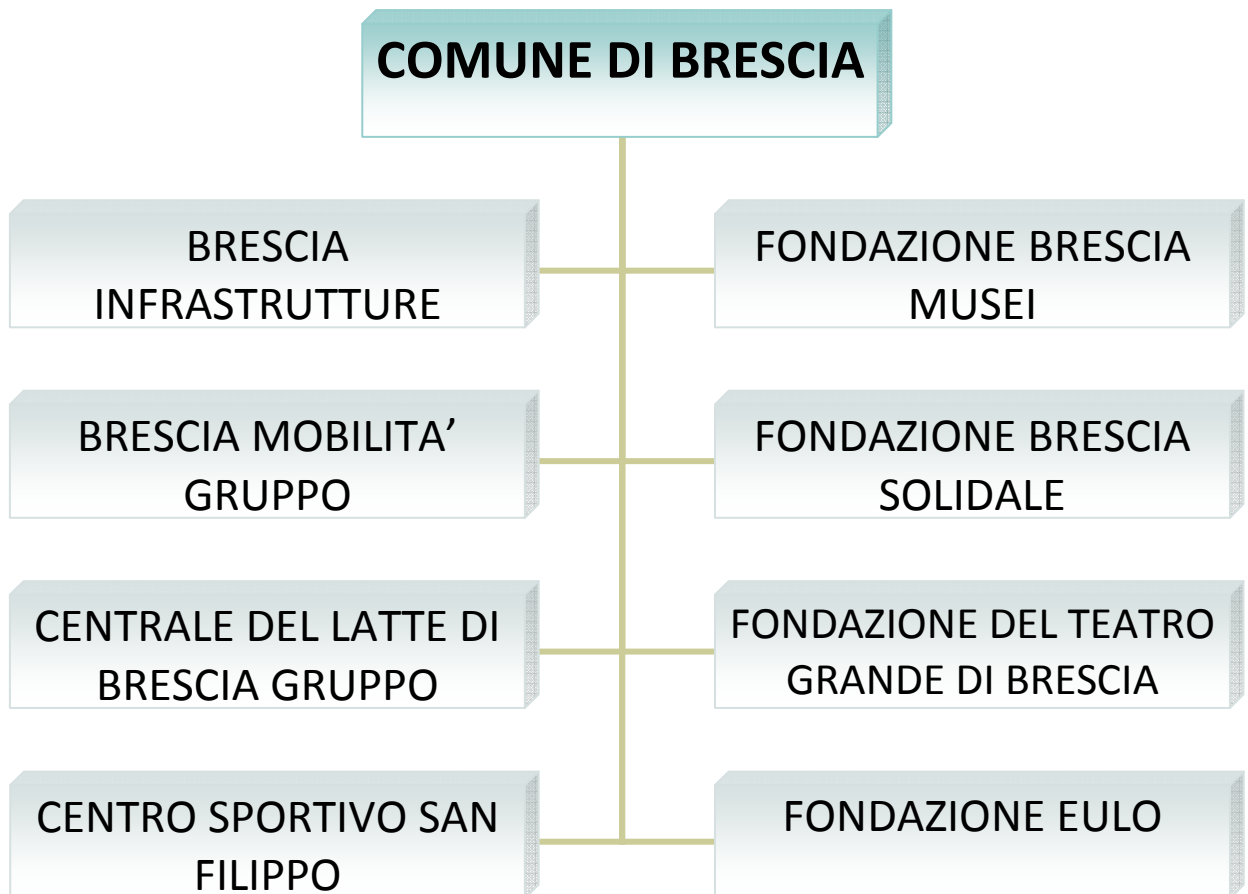 COMUNE DI BRESCIA
BRESCIA
INFRASTRUTTURE
FONDAZIONE BRESCIA
MUSEI
BRESCIA MOBILITA’
GRUPPO
FONDAZIONE BRESCIA
SOLIDALE
CENTRALE DEL LATTE DI
BRESCIA GRUPPO
FONDAZIONE DEL TEATRO
GRANDE DI BRESCIA
CENTRO SPORTIVO SAN
FILIPPO
FONDAZIONE EULO